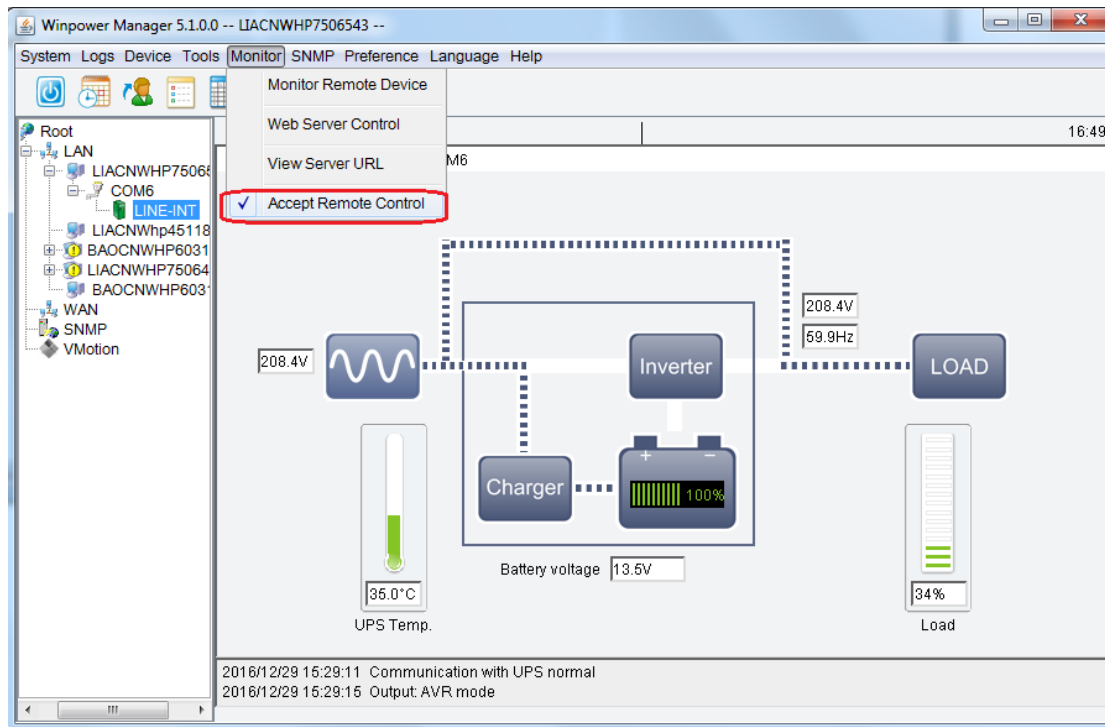 Winpower Manager 5.1.0.0 -- LIACNWHP7506543 --
System Logs Device Tools Monitor SNMP Preference Language Help
Monitor Remote Device
Web Server Control
View Server URL
✓ Accept Remote Control
16:49
M6
Root
LAN
LIACNWHP75065
COM6
LINE-INT
LIACNWhp45118
BAOCNWHP6031
LIACNWHP75064
BAOCNWHP6031
WAN
SNMP
VMotion
208.4V
59.9Hz
208.4V
Inverter
LOAD
Charger
+ −
100%
Battery voltage 13.5V
35.0°C
UPS Temp.
34%
Load
2016/12/29 15:29:11 Communication with UPS normal
2016/12/29 15:29:15 Output: AVR mode